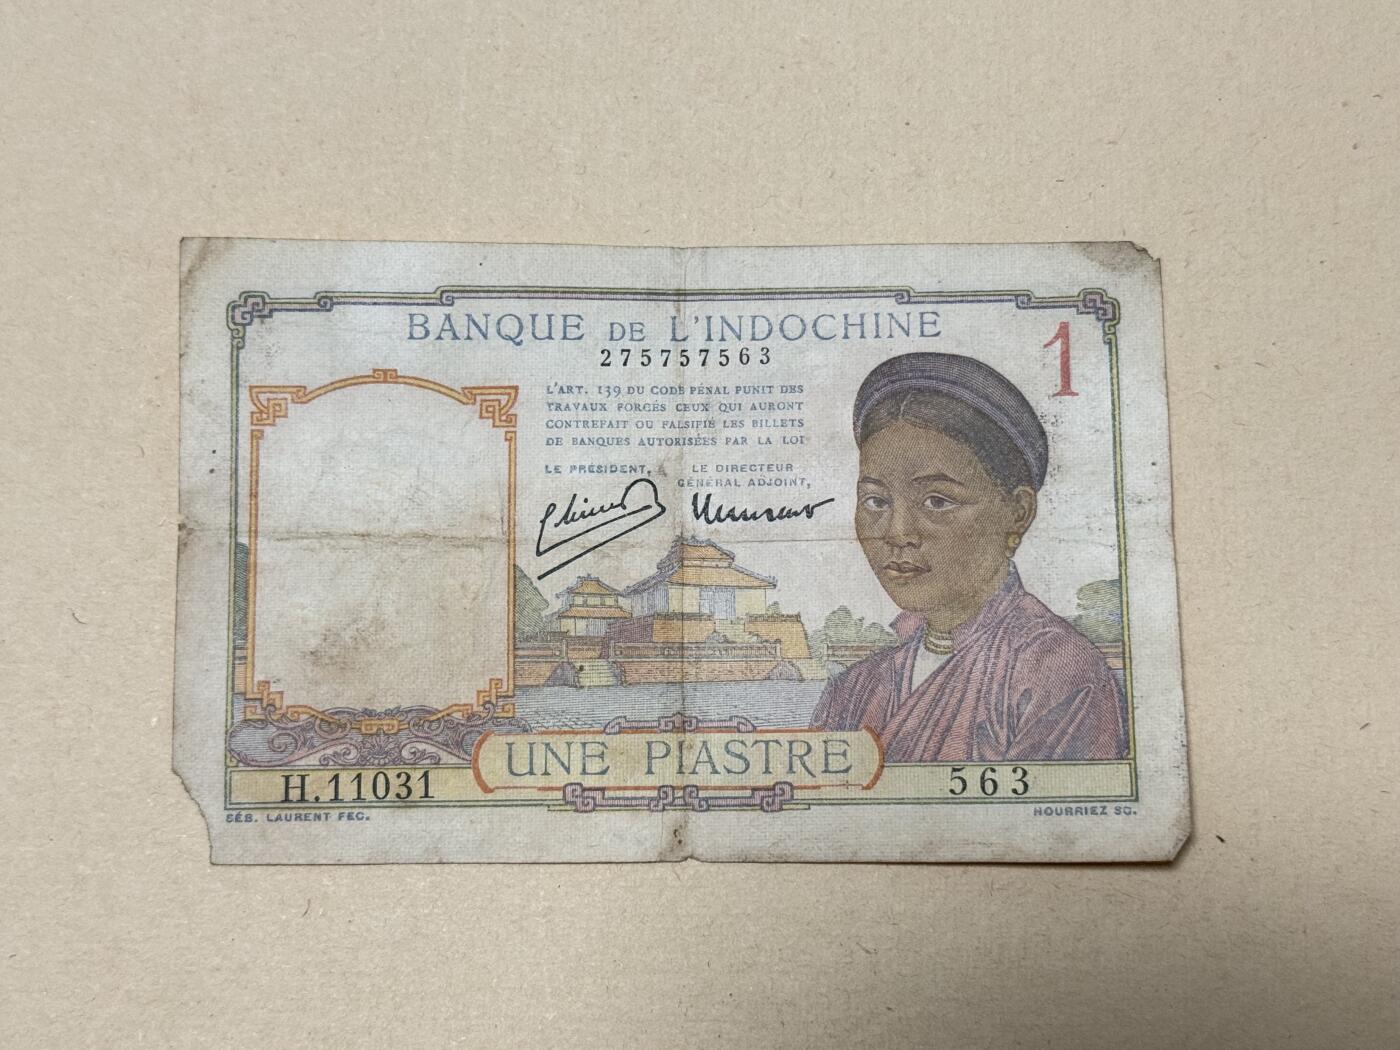 BANQUE DE L'INDOCHINE
1
275757563
L'ART. 139 DU CODE PÉNAL PUNIT DES
TRAVAUX FORCÉS CEUX QUI AURONT
CONTREFAIT OU FALSIFIÉ LES BILLETS
DE BANQUES AUTORISÉES PAR LA LOI
LE PRÉSIDENT,
LE DIRECTEUR
GÉNÉRAL ADJOINT,
UNE PIASTRE
H.11031
563
SÉB. LAURENT FEC.
HOURRIEZ SC.